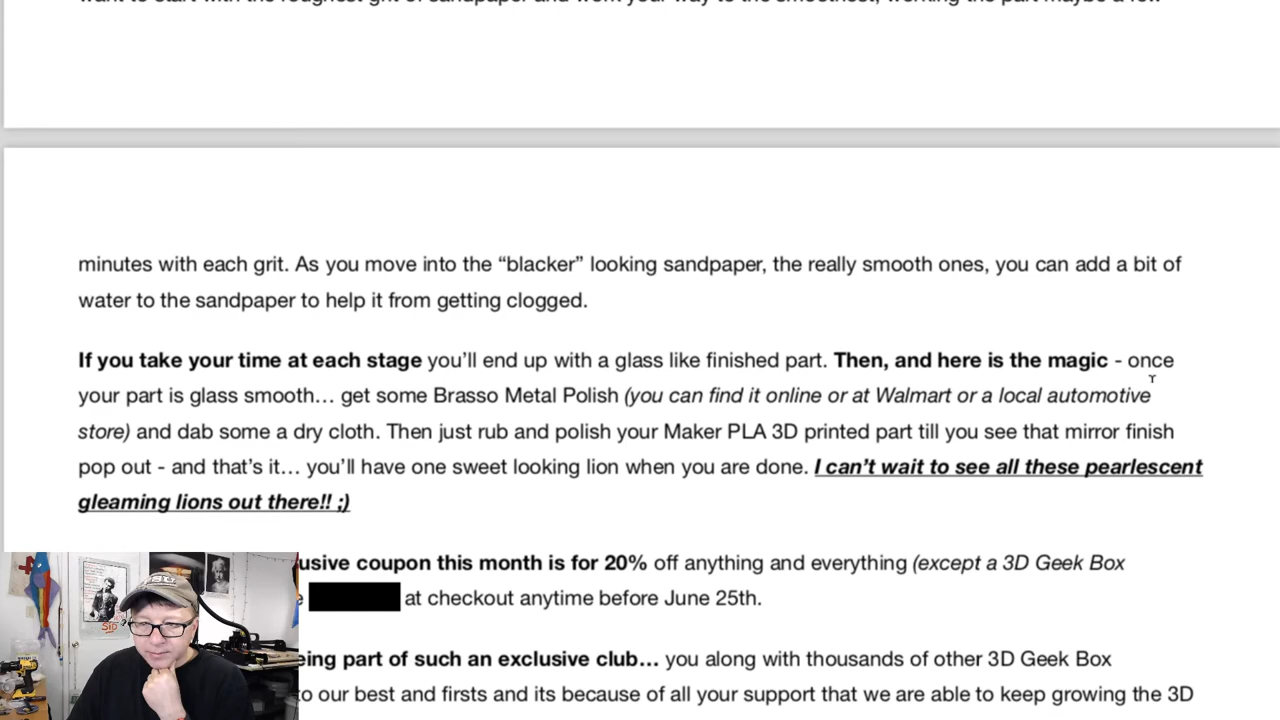 minutes with each grit. As you move into the “blacker” looking sandpaper, the really smooth ones, you can add a bit of
water to the sandpaper to help it from getting clogged.
If you take your time at each stage you’ll end up with a glass like finished part. Then, and here is the magic - once
your part is glass smooth… get some Brasso Metal Polish (you can find it online or at Walmart or a local automotive
store) and dab some a dry cloth. Then just rub and polish your Maker PLA 3D printed part till you see that mirror finish
pop out - and that’s it… you’ll have one sweet looking lion when you are done. I can’t wait to see all these pearlescent
gleaming lions out there!! ;)
usive coupon this month is for 20% off anything and everything (except a 3D Geek Box
e at checkout anytime before June 25th.
eing part of such an exclusive club… you along with thousands of other 3D Geek Box
o our best and firsts and its because of all your support that we are able to keep growing the 3D
SiD